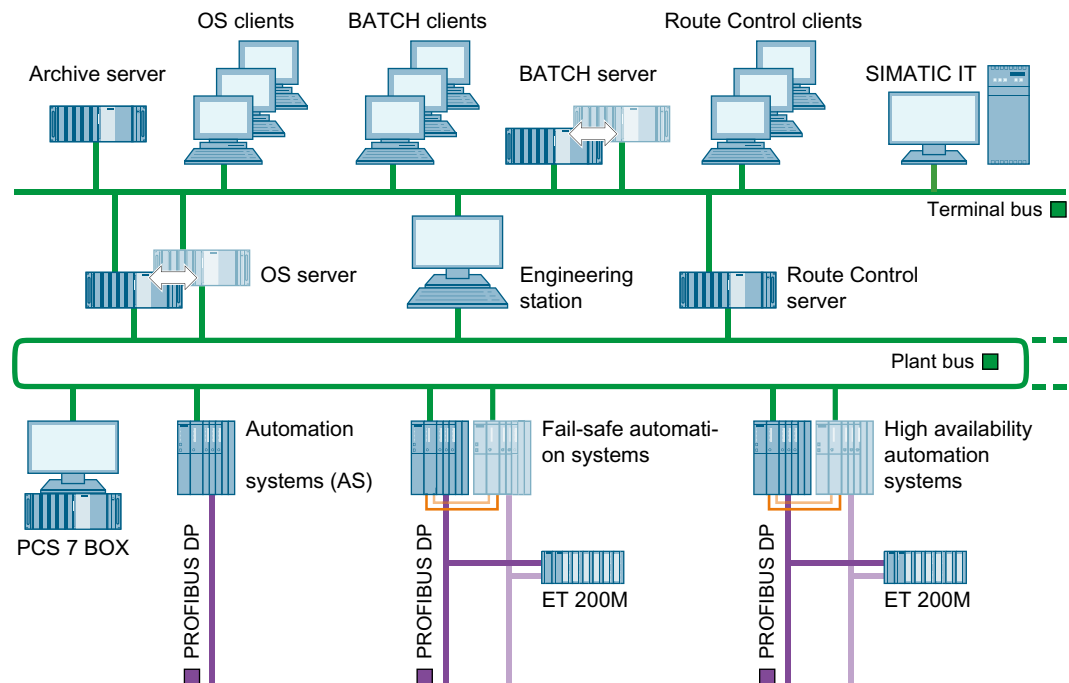 OS clients
BATCH clients
Route Control clients
Archive server
BATCH server
SIMATIC IT
Terminal bus
OS server
Engineering
station
Route Control
server
Plant bus
Automation
systems (AS)
Fail-safe automati-
on systems
High availability
automation
systems
PCS 7 BOX
PROFIBUS DP
PROFIBUS DP
ET 200M
PROFIBUS DP
ET 200M